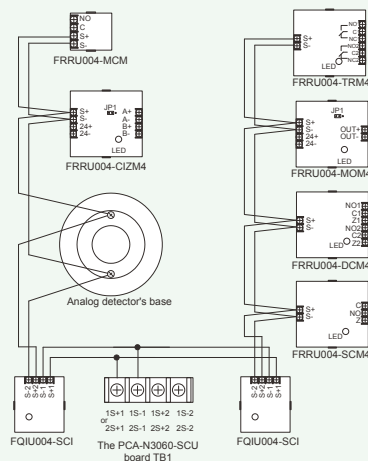 NO
C
S+
S-
FRRU-MCM
S+
S-
24+
24-
JP1
A+
A-
B+
B-
LED
FRRU004-CIZM4
Analog detector's base
S-2
S+2
S-1
S+1
FQIU004-SCI
1S+1 1S-1 1S+2 1S-2
or
2S+1 2S-1 2S+2 2S-2
The PCA-N3060-SCU
board TB1
S+
S-
NO
C
NC
NO2
C2
NC2
LED
FRRU004-TRM4
S+
S-
24+
24-
JP1
OUT+
OUT-
LED
FRRU004-MOM4
S+
S-
NO1
C1
Z1
NO2
C2
Z2
LED
FRRU004-DCM4
S+
S-
C
NO
Z
LED
FRRU004-SCM4
S-2
S+2
S-1
S+1
FQIU004-SCI